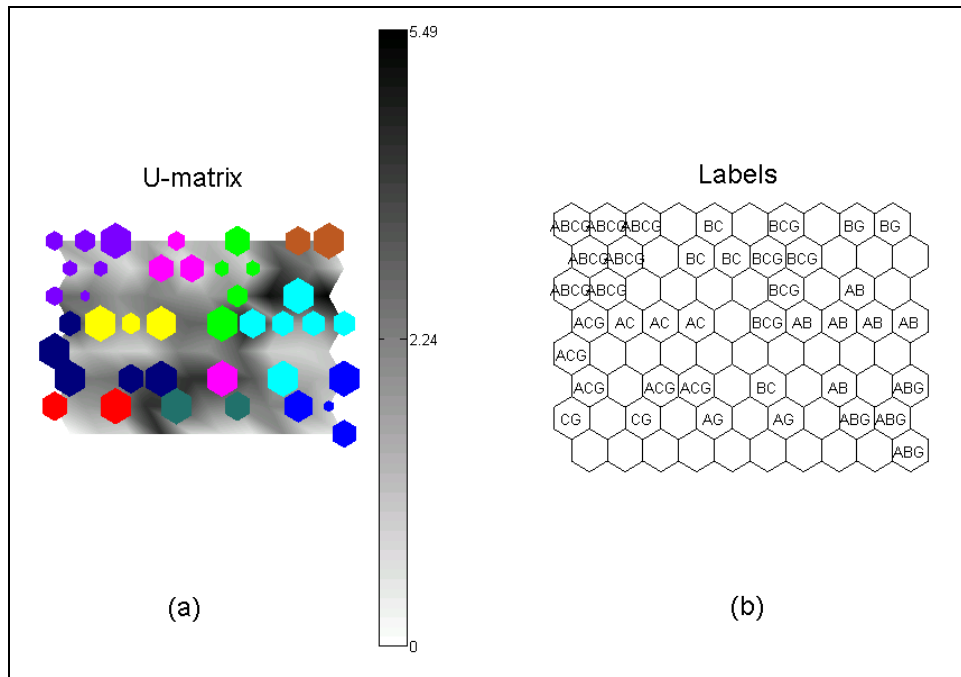 U-matrix
5.49
2.24
0
(a)
Labels
ABCG ABCG ABCG BC BCG BG BG
ABCG ABCG BC BC BCG BCG
ABCG ABCG BCG AB
ACG AC AC AC BCG AB AB AB AB
ACG
ACG ACG ACG BC AB ABG
CG CG AG AG ABG ABG
ABG
(b)